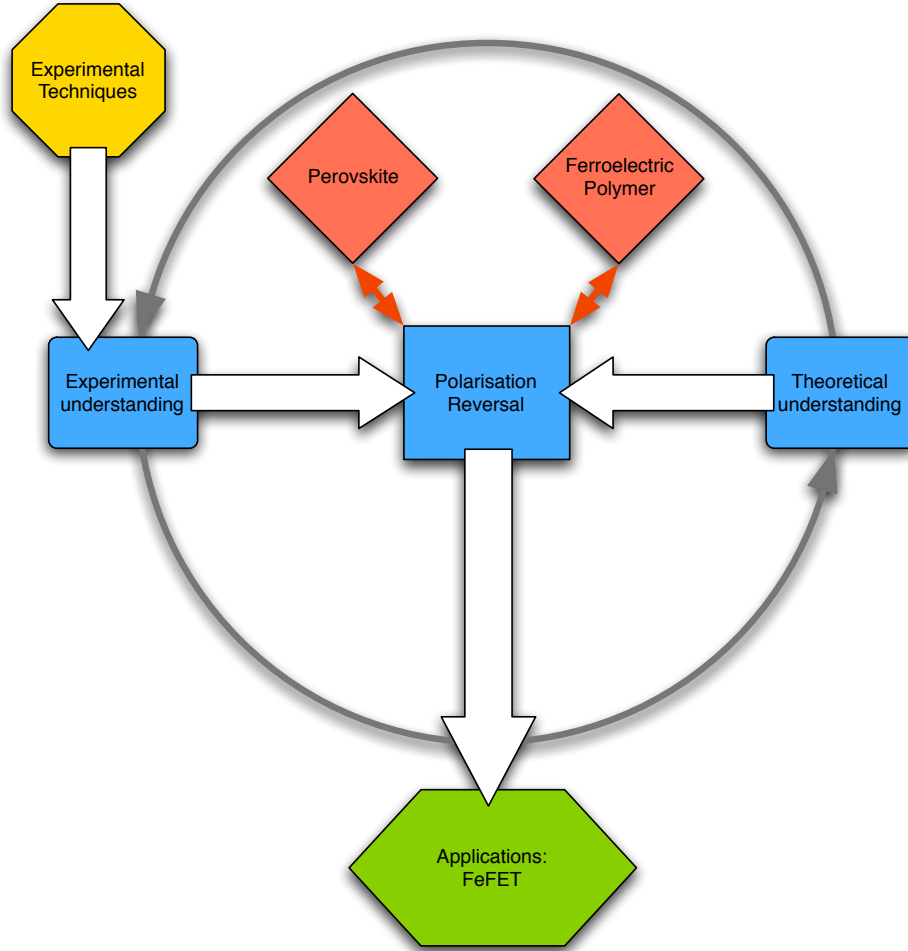 Experimental
Techniques
Perovskite
Ferroelectric
Polymer
Experimental
understanding
Polarisation
Reversal
Theoretical
understanding
Applications:
FeFET